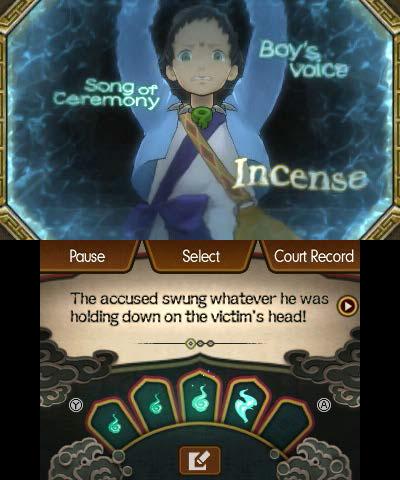 Boy's
voice
Song of
Ceremony
Incense
Pause
Select
Court Record
The accused swung whatever he was
holding down on the victim's head!
Y
A